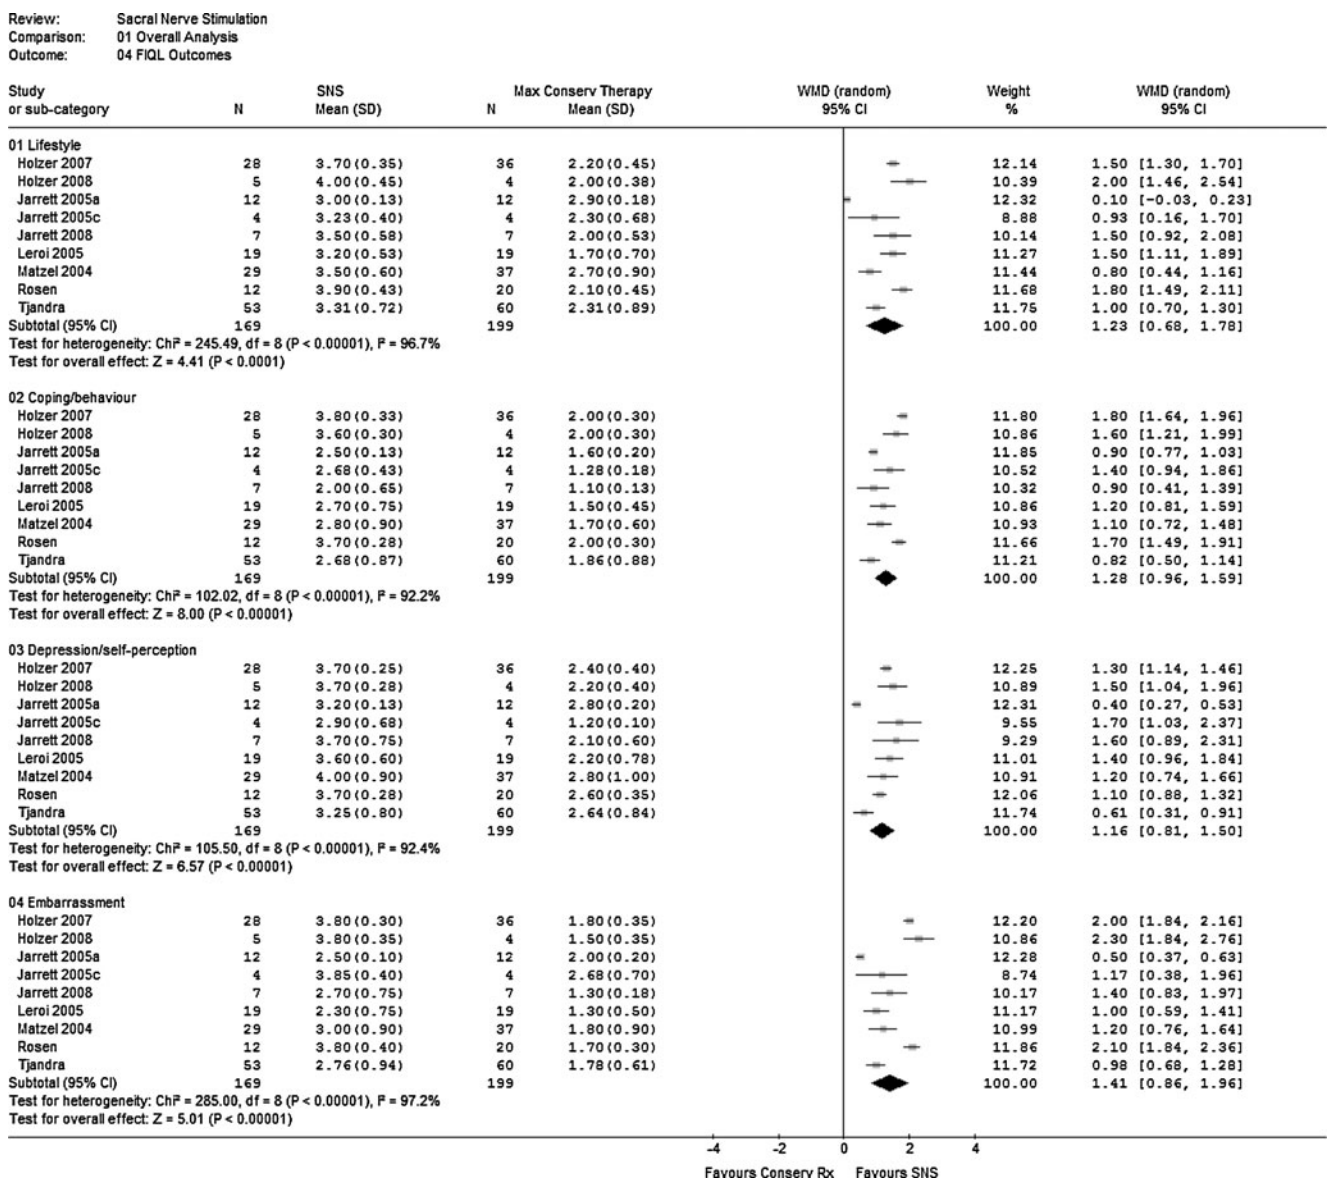 Review: Sacral Nerve Stimulation
Comparison: 01 Overall Analysis
Outcome: 04 FIQL Outcomes
Study SNS Max Conserv Therapy WMD (random) Weight WMD (random)
or sub-category N Mean (SD) N Mean (SD) 95% CI % 95% CI
01 Lifestyle
Holzer 2007 28 3.70(0.35) 36 2.20(0.45) 12.14 1.50 [1.30, 1.70]
Holzer 2008 5 4.00(0.45) 4 2.00(0.38) 10.39 2.00 [1.46, 2.54]
Jarrett 2005a 12 3.00(0.13) 12 2.90(0.18) 12.32 0.10 [-0.03, 0.23]
Jarrett 2005c 4 3.23(0.40) 4 2.30(0.68) 8.88 0.93 [0.16, 1.70]
Jarrett 2008 7 3.50(0.58) 7 2.00(0.53) 10.14 1.50 [0.92, 2.08]
Leroi 2005 19 3.20(0.53) 19 1.70(0.70) 11.27 1.50 [1.11, 1.89]
Matzel 2004 29 3.50(0.60) 37 2.70(0.90) 11.44 0.80 [0.44, 1.16]
Rosen 12 3.90(0.43) 20 2.10(0.45) 11.68 1.80 [1.49, 2.11]
Tjandra 53 3.31(0.72) 60 2.31(0.89) 11.75 1.00 [0.70, 1.30]
Subtotal (95% CI) 169 199 100.00 1.23 [0.68, 1.78]
Test for heterogeneity: Chi² = 245.49, df = 8 (P < 0.00001), I² = 96.7%
Test for overall effect: Z = 4.41 (P < 0.0001)
02 Coping/behaviour
Holzer 2007 28 3.80(0.33) 36 2.00(0.30) 11.80 1.80 [1.64, 1.96]
Holzer 2008 5 3.60(0.30) 4 2.00(0.30) 10.86 1.60 [1.21, 1.99]
Jarrett 2005a 12 2.50(0.13) 12 1.60(0.20) 11.85 0.90 [0.77, 1.03]
Jarrett 2005c 4 2.68(0.43) 4 1.28(0.18) 10.52 1.40 [0.94, 1.86]
Jarrett 2008 7 2.00(0.65) 7 1.10(0.13) 10.32 0.90 [0.41, 1.39]
Leroi 2005 19 2.70(0.75) 19 1.50(0.45) 10.86 1.20 [0.81, 1.59]
Matzel 2004 29 2.80(0.90) 37 1.70(0.60) 10.93 1.10 [0.72, 1.48]
Rosen 12 3.70(0.28) 20 2.00(0.30) 11.66 1.70 [1.49, 1.91]
Tjandra 53 2.68(0.87) 60 1.86(0.88) 11.21 0.82 [0.50, 1.14]
Subtotal (95% CI) 169 199 100.00 1.28 [0.96, 1.59]
Test for heterogeneity: Chi² = 102.02, df = 8 (P < 0.00001), I² = 92.2%
Test for overall effect: Z = 8.00 (P < 0.00001)
03 Depression/self-perception
Holzer 2007 28 3.70(0.25) 36 2.40(0.40) 12.25 1.30 [1.14, 1.46]
Holzer 2008 5 3.70(0.28) 4 2.20(0.40) 10.89 1.50 [1.04, 1.96]
Jarrett 2005a 12 3.20(0.13) 12 2.80(0.20) 12.31 0.40 [0.27, 0.53]
Jarrett 2005c 4 2.90(0.68) 4 1.20(0.10) 9.55 1.70 [1.03, 2.37]
Jarrett 2008 7 3.70(0.75) 7 2.10(0.60) 9.29 1.60 [0.89, 2.31]
Leroi 2005 19 3.60(0.60) 19 2.20(0.78) 11.01 1.40 [0.96, 1.84]
Matzel 2004 29 4.00(0.90) 37 2.80(1.00) 10.91 1.20 [0.74, 1.66]
Rosen 12 3.70(0.28) 20 2.60(0.35) 12.06 1.10 [0.88, 1.32]
Tjandra 53 3.25(0.80) 60 2.64(0.84) 11.74 0.61 [0.31, 0.91]
Subtotal (95% CI) 169 199 100.00 1.16 [0.81, 1.50]
Test for heterogeneity: Chi² = 105.50, df = 8 (P < 0.00001), I² = 92.4%
Test for overall effect: Z = 6.57 (P < 0.00001)
04 Embarrassment
Holzer 2007 28 3.80(0.30) 36 1.80(0.35) 12.20 2.00 [1.84, 2.16]
Holzer 2008 5 3.80(0.35) 4 1.50(0.35) 10.86 2.30 [1.84, 2.76]
Jarrett 2005a 12 2.50(0.10) 12 2.00(0.20) 12.28 0.50 [0.37, 0.63]
Jarrett 2005c 4 3.85(0.40) 4 2.68(0.70) 8.74 1.17 [0.38, 1.96]
Jarrett 2008 7 2.70(0.75) 7 1.30(0.18) 10.17 1.40 [0.83, 1.97]
Leroi 2005 19 2.30(0.75) 19 1.30(0.50) 11.17 1.00 [0.59, 1.41]
Matzel 2004 29 3.00(0.90) 37 1.80(0.90) 10.99 1.20 [0.76, 1.64]
Rosen 12 3.80(0.40) 20 1.70(0.30) 11.86 2.10 [1.84, 2.36]
Tjandra 53 2.76(0.94) 60 1.78(0.61) 11.72 0.98 [0.68, 1.28]
Subtotal (95% CI) 169 199 100.00 1.41 [0.86, 1.96]
Test for heterogeneity: Chi² = 285.00, df = 8 (P < 0.00001), I² = 97.2%
Test for overall effect: Z = 5.01 (P < 0.00001)
-4 -2 0 2 4
Favours Conserv Rx Favours SNS